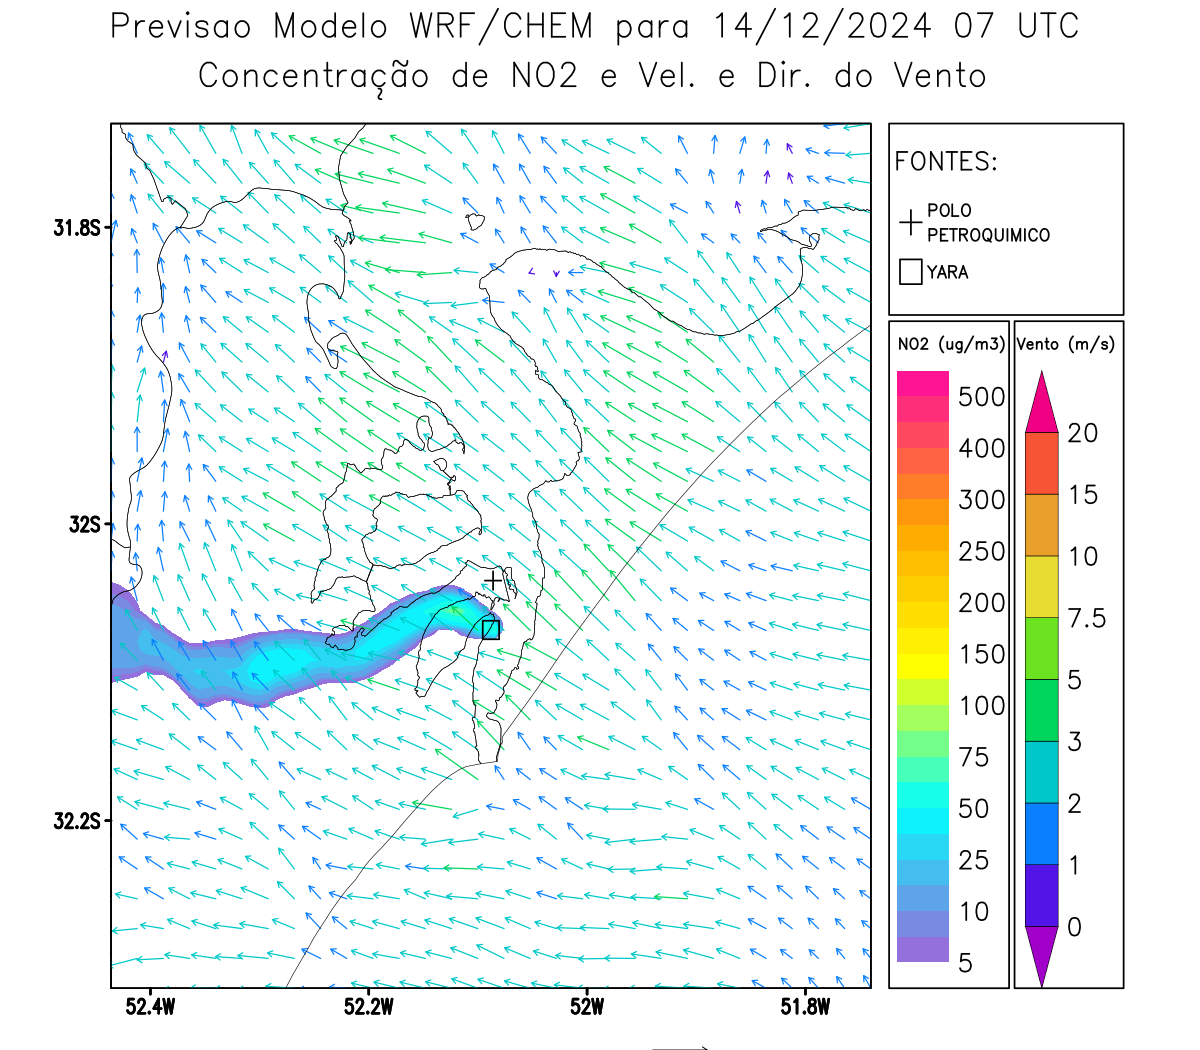 Previsao Modelo WRF/CHEM para 14/12/2024 07 UTC
Concentração de NO2 e Vel. e Dir. do Vento
FONTES:
POLO
PETROQUIMICO
YARA
NO2 (ug/m3)
500
400
300
250
200
150
100
75
50
25
10
5
Vento (m/s)
20
15
10
7.5
5
3
2
1
0
31.8S
32S
32.2S
52.4W
52.2W
52W
51.8W